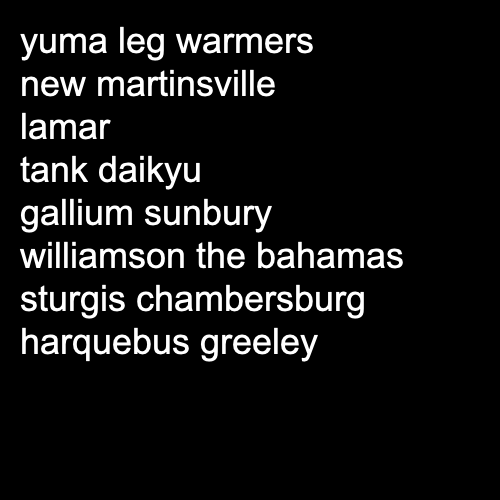 yuma leg warmers
new martinsville
lamar
tank daikyu
gallium sunbury
williamson the bahamas
sturgis chambersburg
harquebus greeley